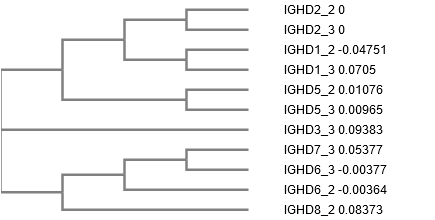 IGHD2_2 0
IGHD2_3 0
IGHD1_2 -0.04751
IGHD1_3 0.0705
IGHD5_2 0.01076
IGHD5_3 0.00965
IGHD3_3 0.09383
IGHD7_3 0.05377
IGHD6_3 -0.00377
IGHD6_2 -0.00364
IGHD8_2 0.08373